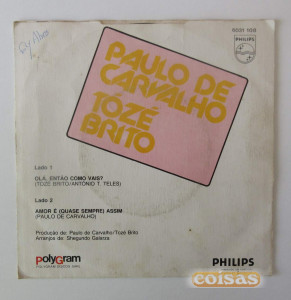 PHILIPS
PAULO DE
CARVALHO
TOZÉ
BRITO
Lado 1
OLÁ, ENTÃO COMO VAIS?
(TOZÉ BRITO/ANTÓNIO T. TELES)
Lado 2
AMOR É (QUASE SEMPRE) ASSIM
(PAULO DE CARVALHO)
Produção de: Paulo de Carvalho/Tozé Brito
Arranjos de: Shegundo Galarza
polyGram
PHILIPS
coisas